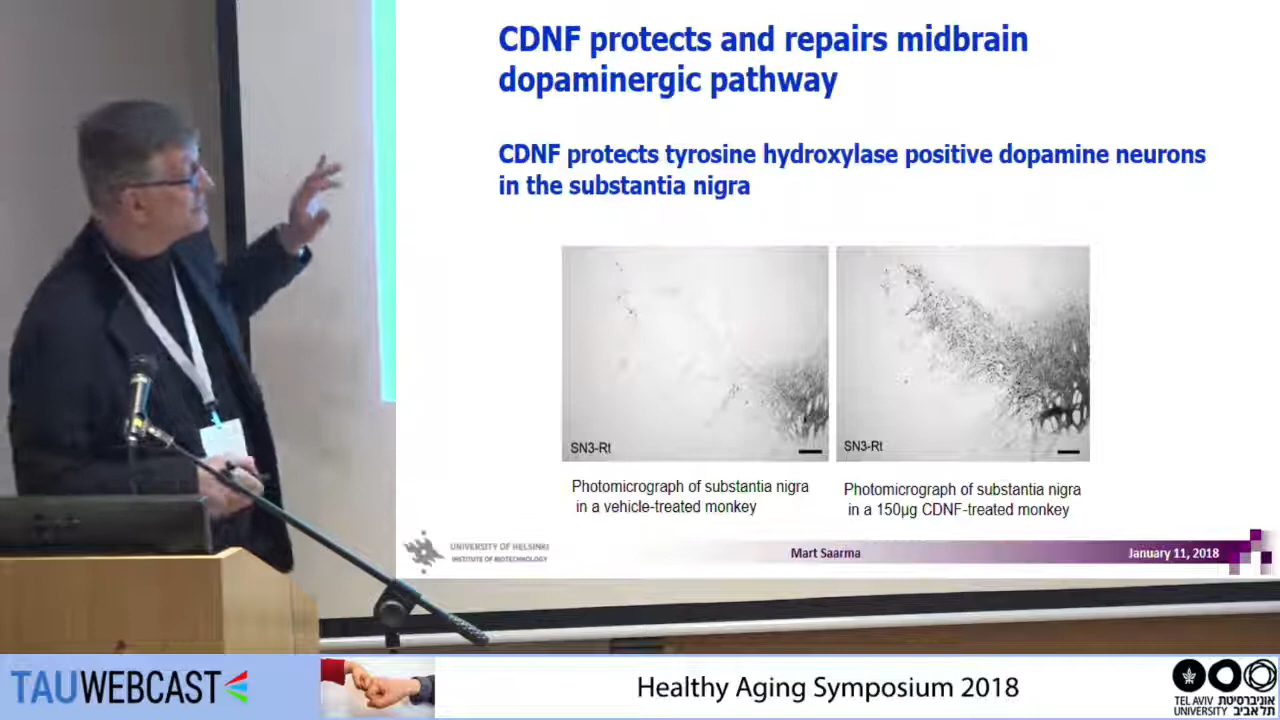 CDNF protects and repairs midbrain
dopaminergic pathway
CDNF protects tyrosine hydroxylase positive dopamine neurons
in the substantia nigra
SN3-Rt
SN3-Rt
Photomicrograph of substantia nigra
in a vehicle-treated monkey
Photomicrograph of substantia nigra
in a 150µg CDNF-treated monkey
UNIVERSITY OF HELSINKI
INSTITUTE OF BIOTECHNOLOGY
Mart Saarma
January 11, 2018
TAUWEBCAST
Healthy Aging Symposium 2018
TEL AVIV אוניברסיטת
UNIVERSITY תל אביב